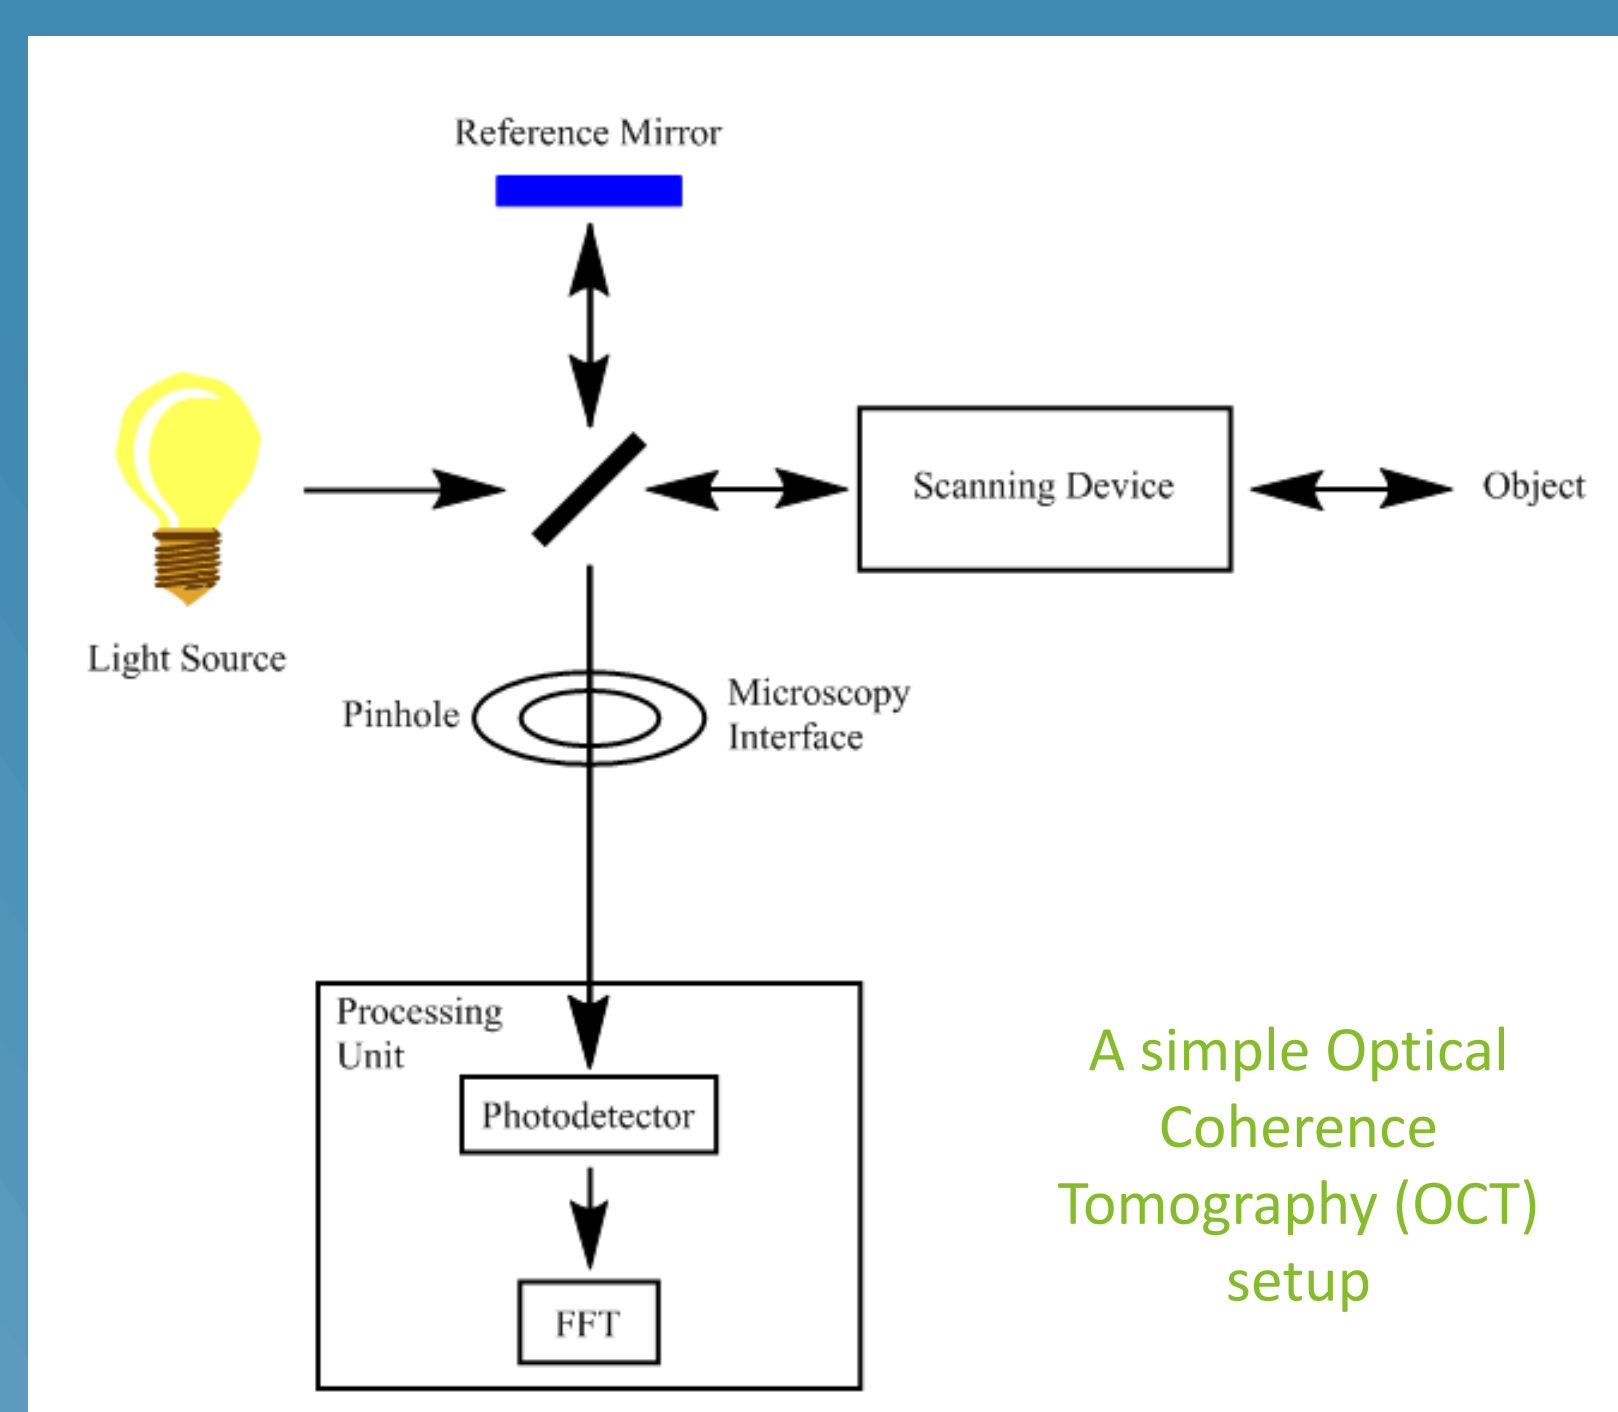 Reference Mirror
Scanning Device
Object
Light Source
Pinhole
Microscopy
Interface
Processing
Unit
Photodetector
FFT
A simple Optical
Coherence
Tomography (OCT)
setup